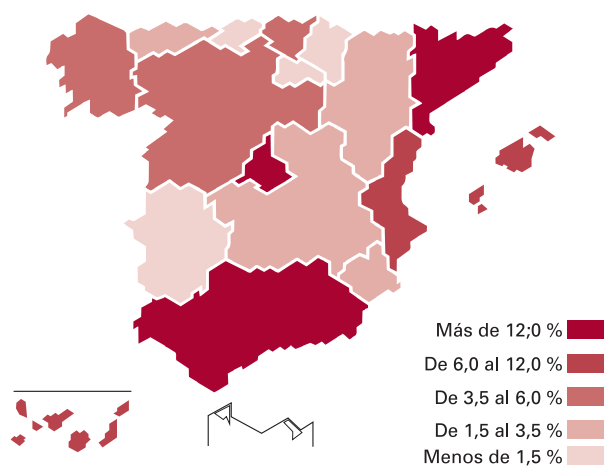 Más de 12;0 %
De 6,0 al 12,0 %
De 3,5 al 6,0 %
De 1,5 al 3,5 %
Menos de 1,5 %